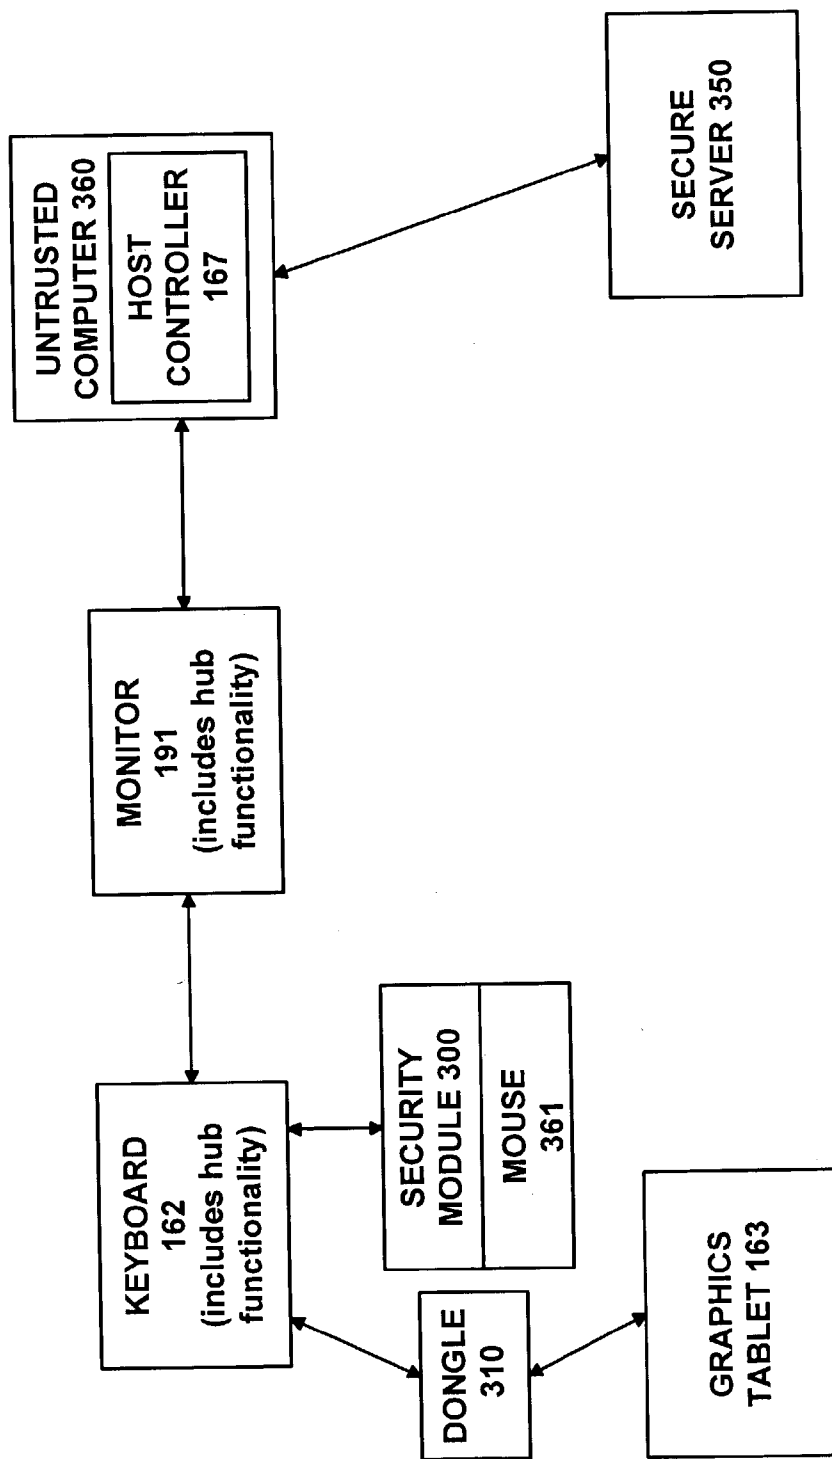 KEYBOARD
162
(includes hub
functionality)
MONITOR
191
(includes hub
functionality)
UNTRUSTED
COMPUTER 360
HOST
CONTROLLER
167
SECURITY
MODULE 300
MOUSE
361
DONGLE
310
GRAPHICS
TABLET 163
SECURE
SERVER 350